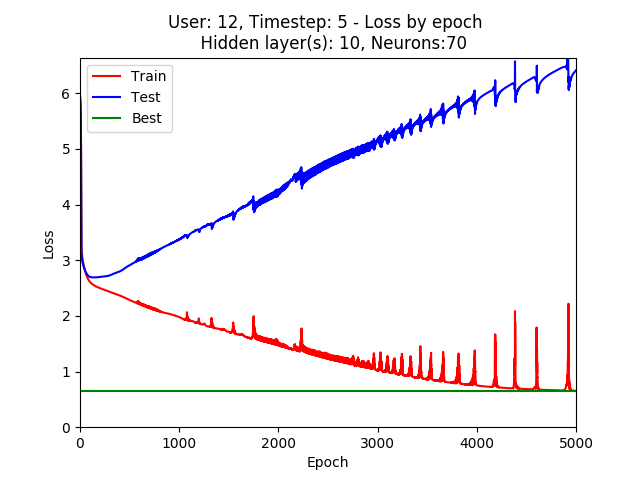 User: 12, Timestep: 5 - Loss by epoch
Hidden layer(s): 10, Neurons:70
Train
Test
Best
Loss
6
5
4
3
2
1
0
0 1000 2000 3000 4000 5000
Epoch